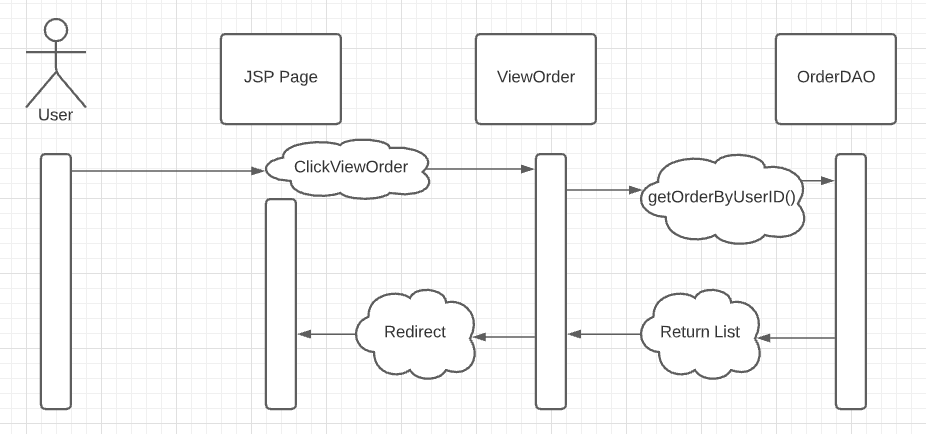 User
JSP Page
ViewOrder
OrderDAO
ClickViewOrder
getOrderByUserID()
Redirect
Return List